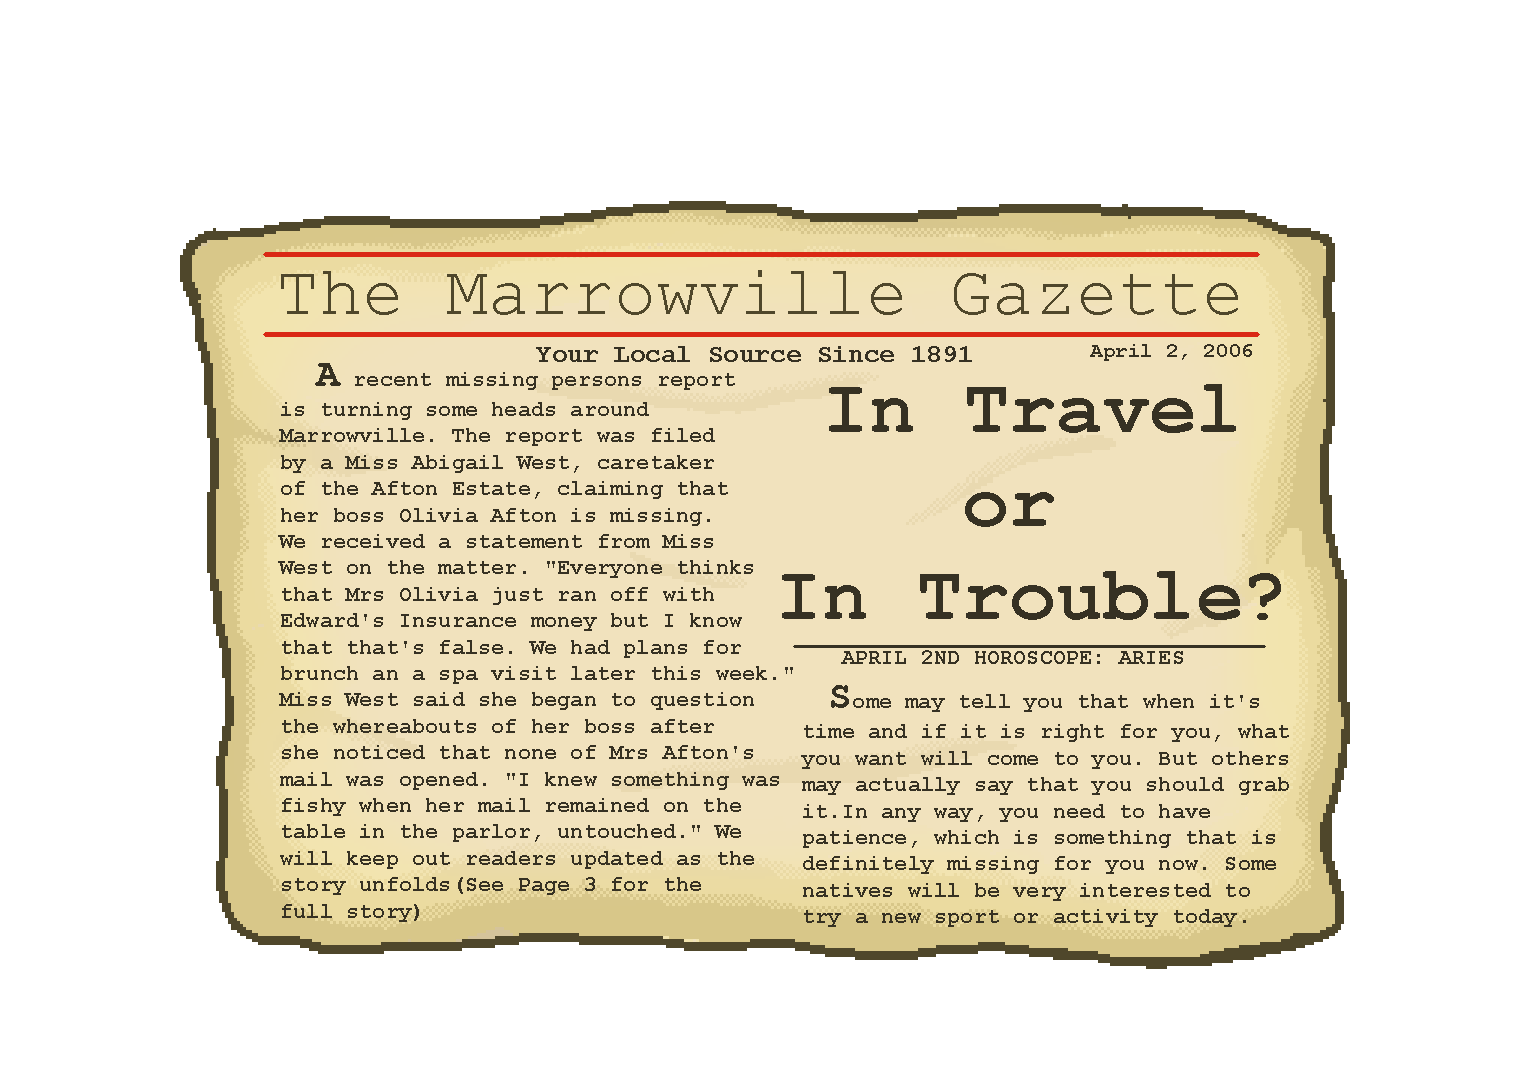 The Marrowville Gazette
Your Local Source Since 1891
April 2, 2006
A recent missing persons report
is turning some heads around
Marrowville. The report was filed
by a Miss Abigail West, caretaker
of the Afton Estate, claiming that
her boss Olivia Afton is missing.
We received a statement from Miss
West on the matter. "Everyone thinks
that Mrs Olivia just ran off with
Edward's Insurance money but I know
that that's false. We had plans for
brunch an a spa visit later this week."
Miss West said she began to question
the whereabouts of her boss after
she noticed that none of Mrs Afton's
mail was opened. "I knew something was
fishy when her mail remained on the
table in the parlor, untouched." We
will keep out readers updated as the
story unfolds(See Page 3 for the
full story)
In Travel
or
In Trouble?
APRIL 2ND HOROSCOPE: ARIES
Some may tell you that when it's
time and if it is right for you, what
you want will come to you. But others
may actually say that you should grab
it.In any way, you need to have
patience, which is something that is
definitely missing for you now. Some
natives will be very interested to
try a new sport or activity today.